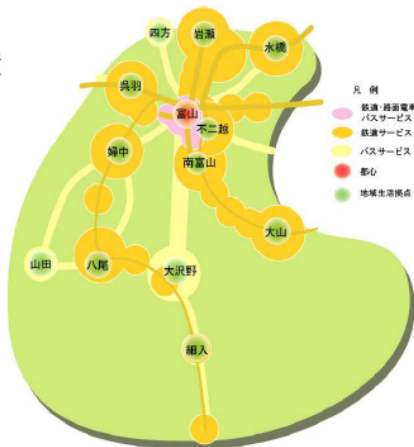 四方
岩瀬
水橋
呉羽
富山
不二越
婦中
南富山
大山
山田
八尾
大沢野
細入
凡 例
鉄道・路面電車
バスサービス
鉄道サービス
バスサービス
都心
地域生活拠点